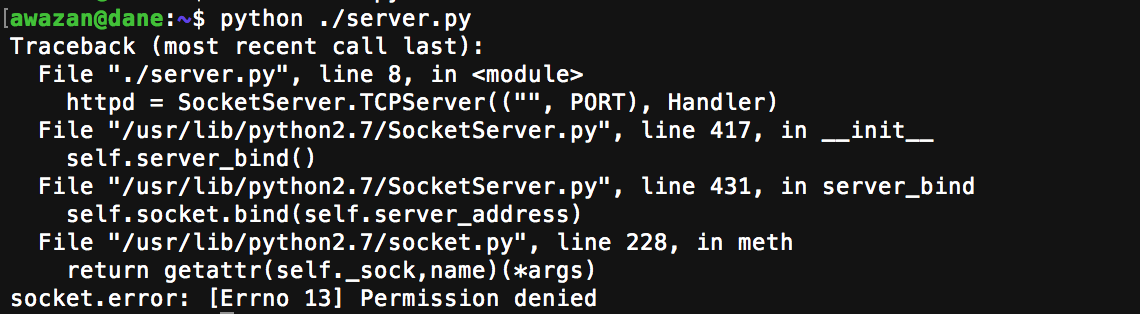 [awazan@dane:~$ python ./server.py
Traceback (most recent call last):
  File "./server.py", line 8, in <module>
    httpd = SocketServer.TCPServer(("", PORT), Handler)
  File "/usr/lib/python2.7/SocketServer.py", line 417, in __init__
    self.server_bind()
  File "/usr/lib/python2.7/SocketServer.py", line 431, in server_bind
    self.socket.bind(self.server_address)
  File "/usr/lib/python2.7/socket.py", line 228, in meth
    return getattr(self._sock,name)(*args)
socket.error: [Errno 13] Permission denied